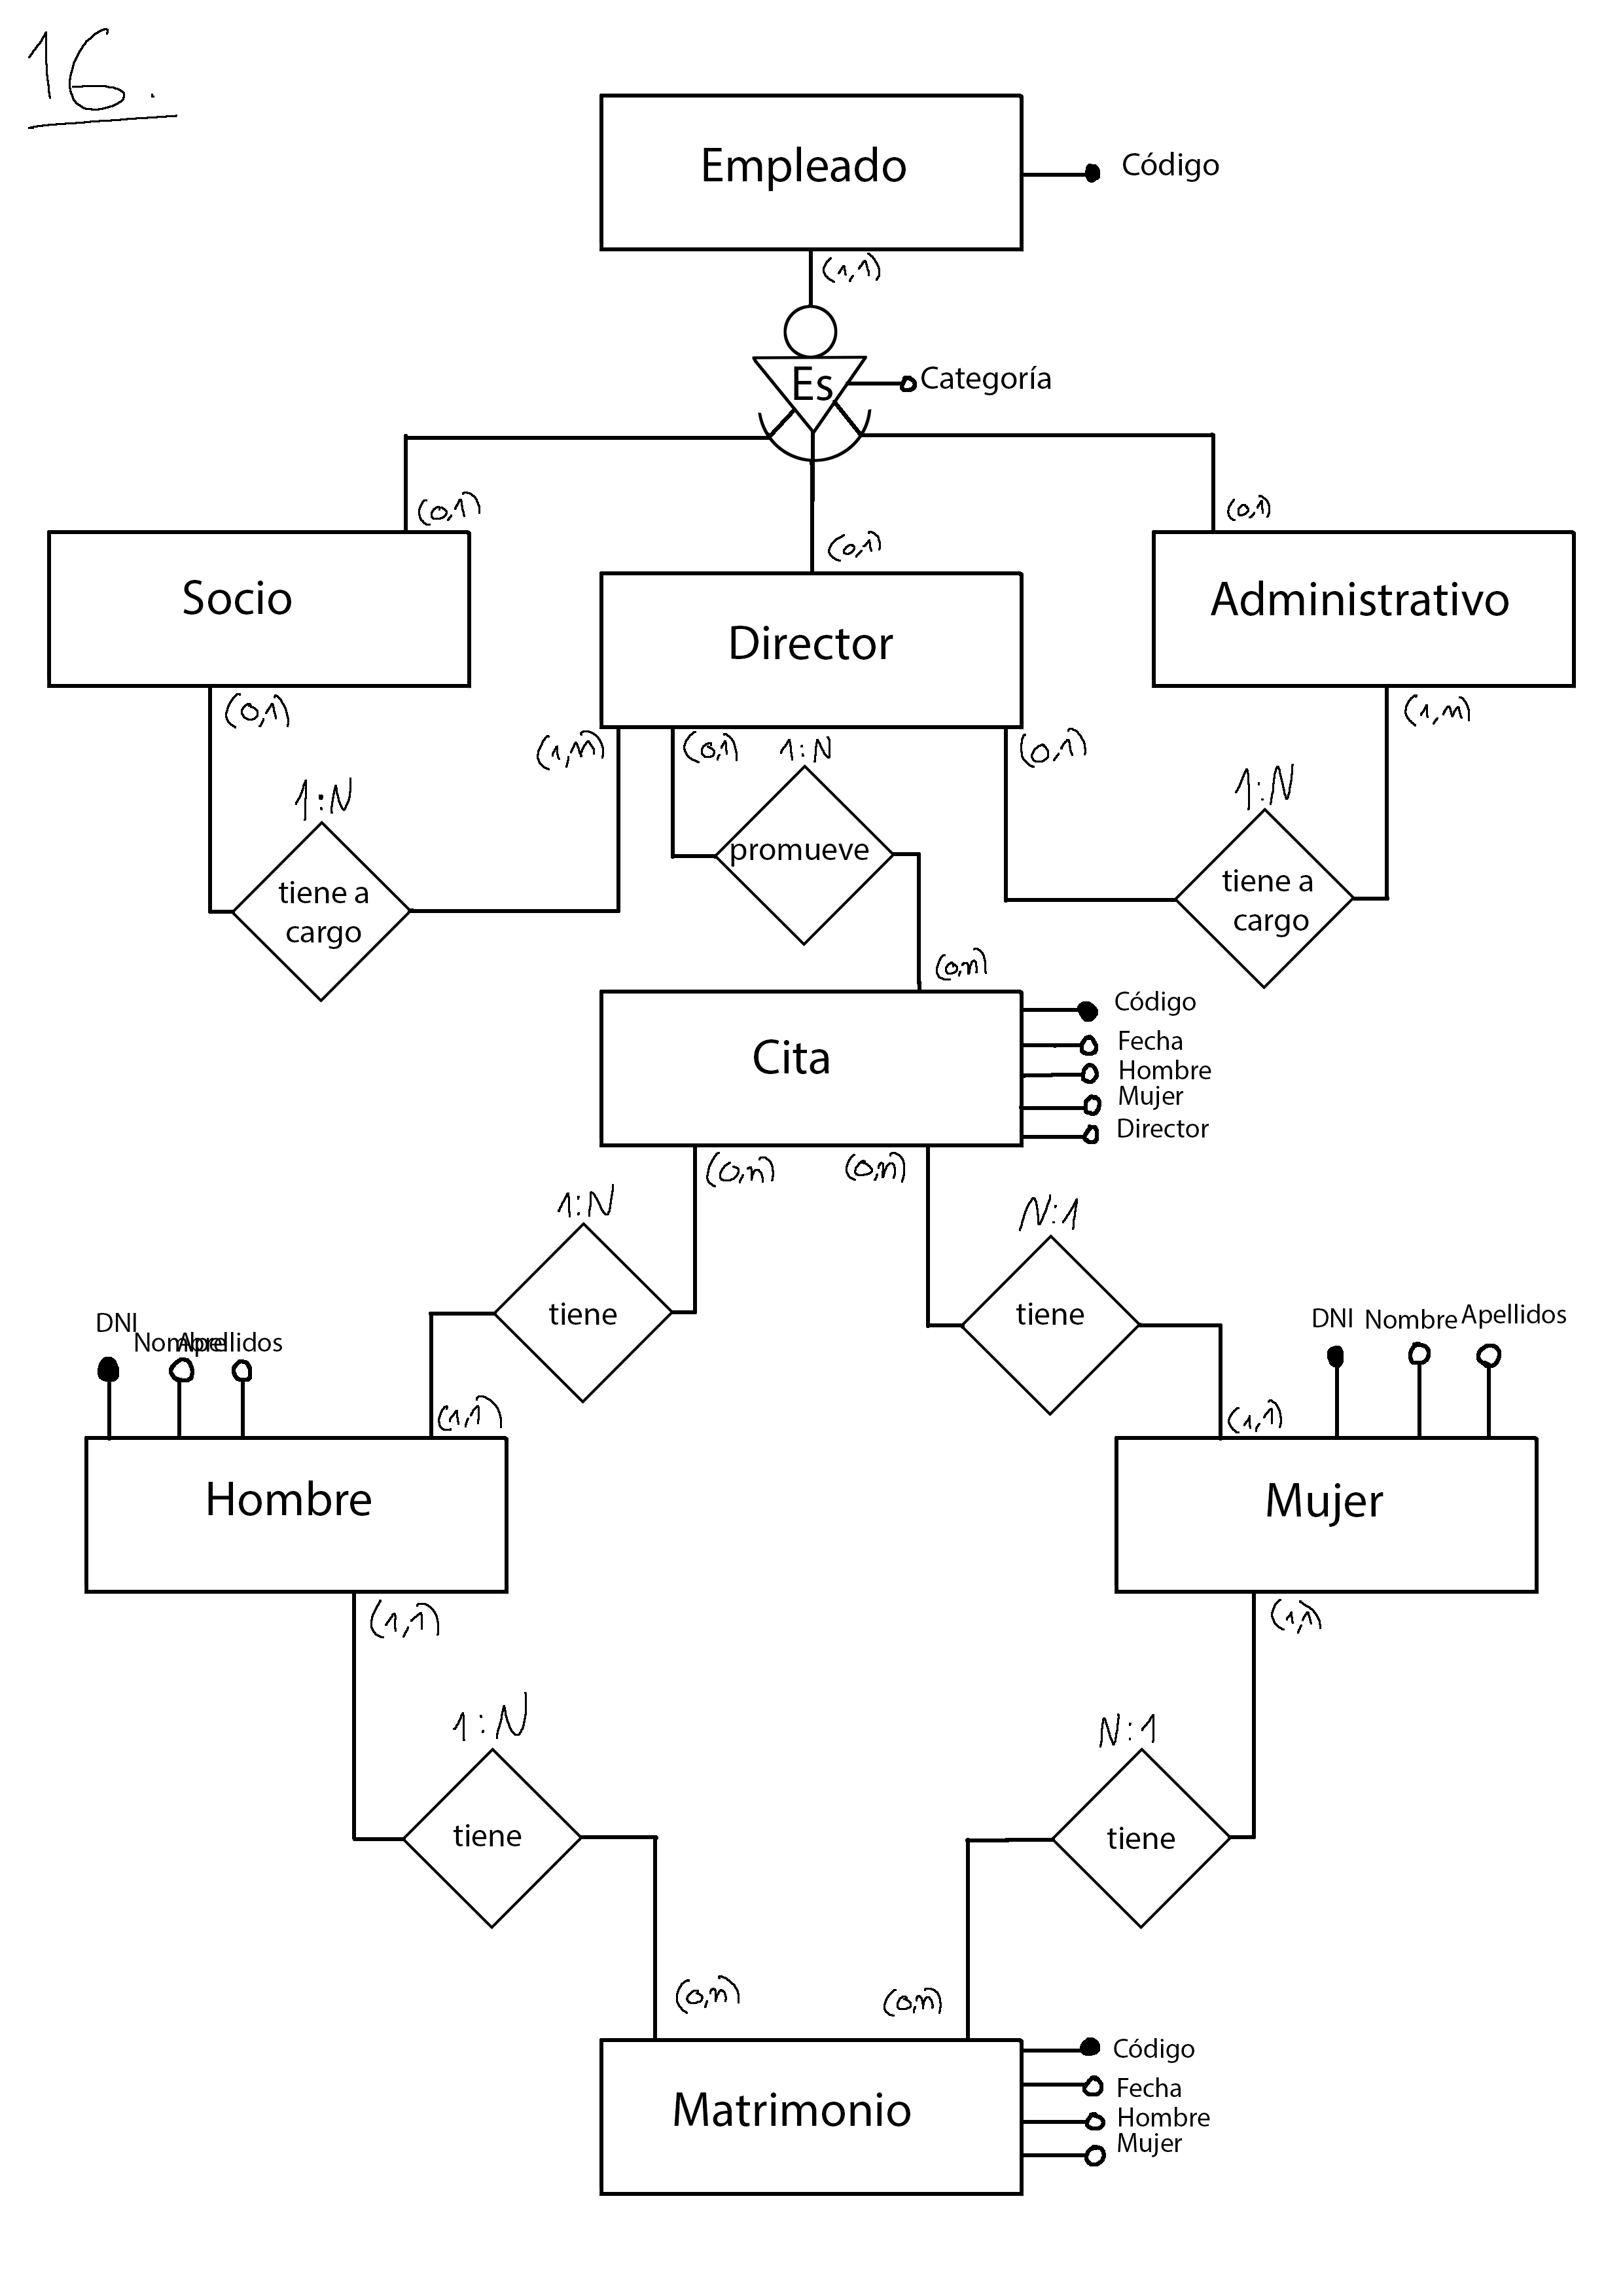 16.
Empleado
Código
(1,1)
Es
Categoría
(0,1)
(0,1)
(0,1)
Socio
Director
Administrativo
(0,1)
(1,n)
(0,1)
1:N
(0,1)
(1,n)
1:N
tiene a
cargo
promueve
1:N
tiene a
cargo
(0,n)
Cita
Código
Fecha
Hombre
Mujer
Director
(0,n)
(0,n)
1:N
tiene
N:1
tiene
DNI
Nombre
Apellidos
(1,1)
DNI
Nombre
Apellidos
(1,1)
Hombre
Mujer
(1,1)
(1,1)
1:N
tiene
N:1
tiene
(0,n)
(0,n)
Matrimonio
Código
Fecha
Hombre
Mujer